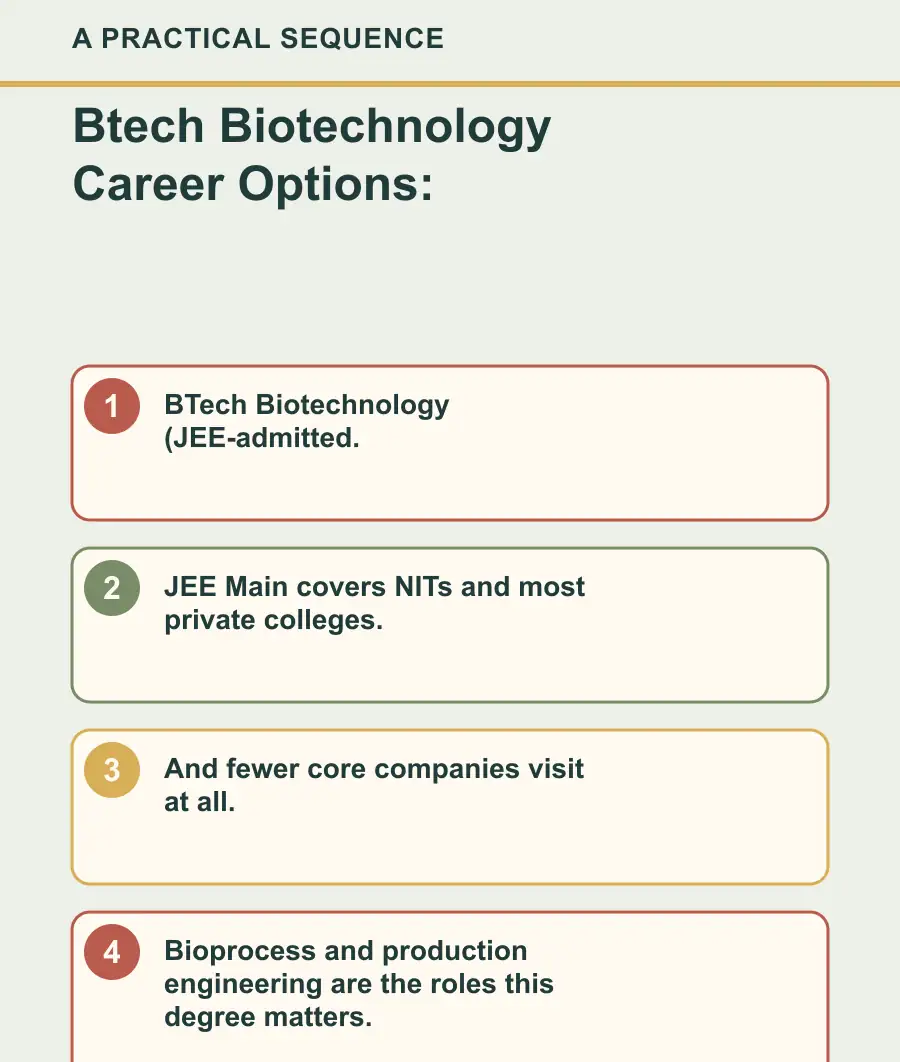 A PRACTICAL SEQUENCE
Btech Biotechnology
Career Options:
1
BTech Biotechnology
(JEE-admitted.
2
JEE Main covers NITs and most
private colleges.
3
And fewer core companies visit
at all.
4
Bioprocess and production
engineering are the roles this
degree matters.